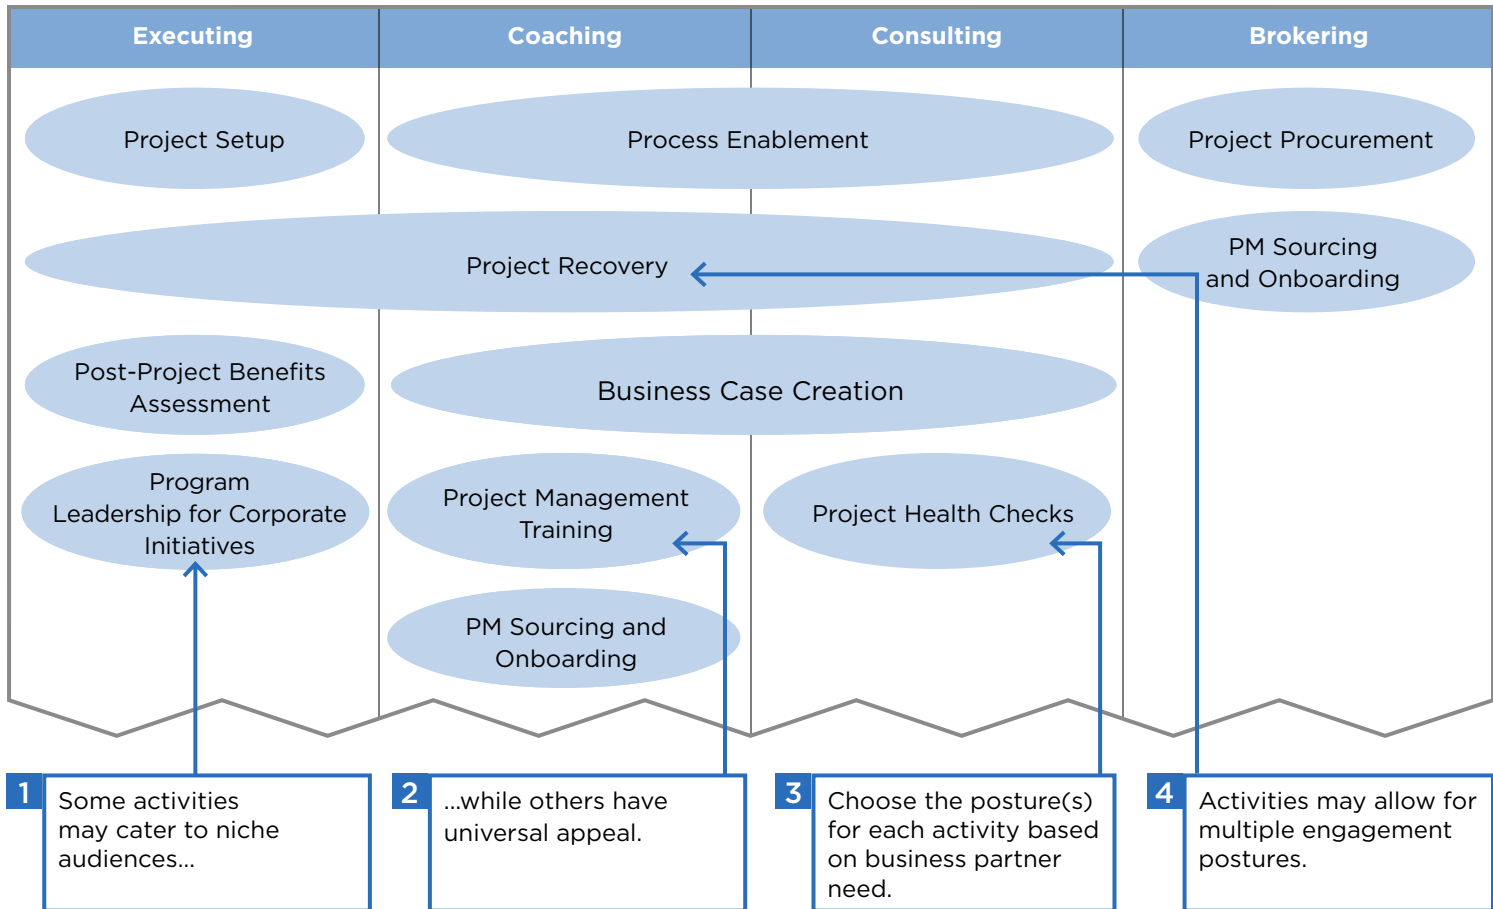 Executing
Coaching
Consulting
Brokering
Project Setup
Process Enablement
Project Procurement
Project Recovery
PM Sourcing
and Onboarding
Post-Project Benefits
Assessment
Business Case Creation
Program
Leadership for Corporate
Initiatives
Project Management
Training
Project Health Checks
PM Sourcing and
Onboarding
1
Some activities
may cater to niche
audiences...
2
...while others have
universal appeal.
3
Choose the posture(s)
for each activity based
on business partner
need.
4
Activities may allow for
multiple engagement
postures.